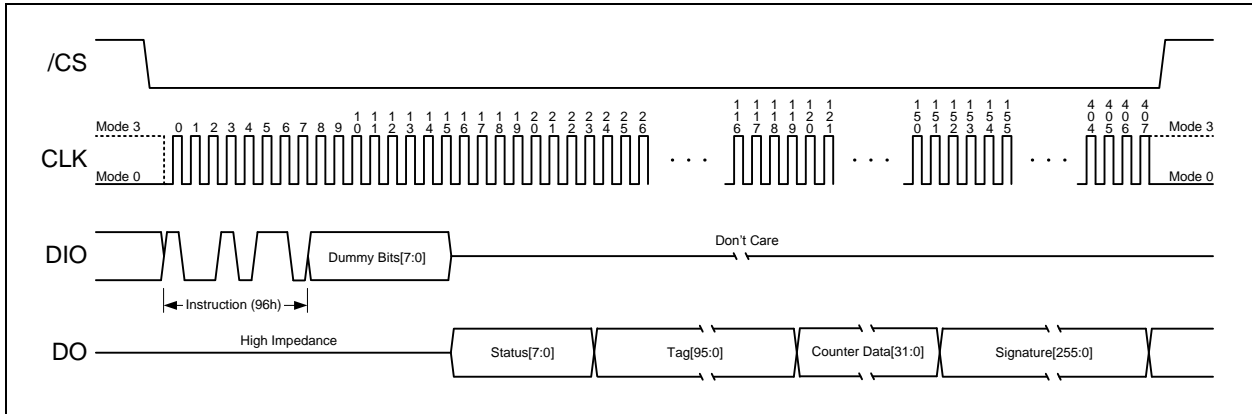 /CS
116 117 118 119 120 121
150 151 152 153 154 155
404 405 406 407
Mode 3
0 1 2 3 4 5 6 7 8 9 10 11 12 13 14 15 16 17 18 19 20 21 22 23 24 25 26
Mode 3
CLK
. . .
. . .
. . .
Mode 0
Mode 0
DIO
Dummy Bits[7:0]
Don't Care
Instruction (96h)
DO
High Impedance
Status[7:0]
Tag[95:0]
Counter Data[31:0]
Signature[255:0]